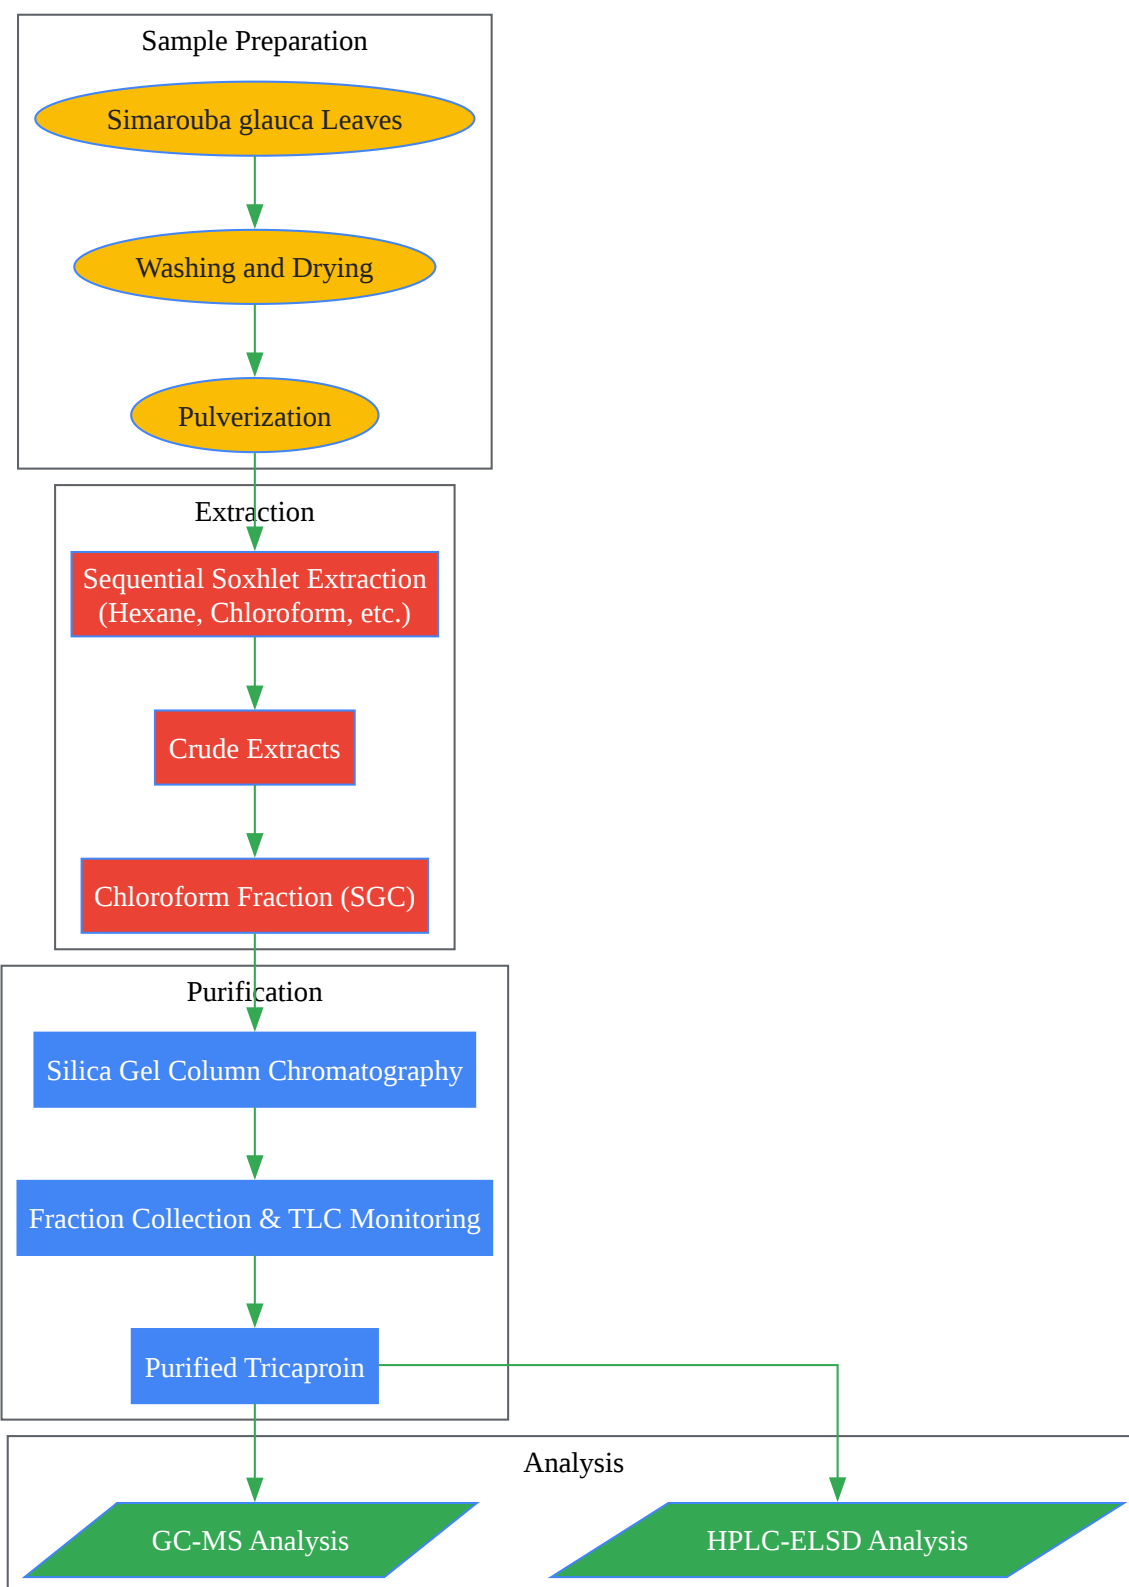 Sample Preparation
Simarouba glauca Leaves
Washing and Drying
Pulverization
Extraction
Sequential Soxhlet Extraction
(Hexane, Chloroform, etc.)
Crude Extracts
Chloroform Fraction (SGC)
Purification
Silica Gel Column Chromatography
Fraction Collection & TLC Monitoring
Purified Tricaproin
Analysis
GC-MS Analysis
HPLC-ELSD Analysis